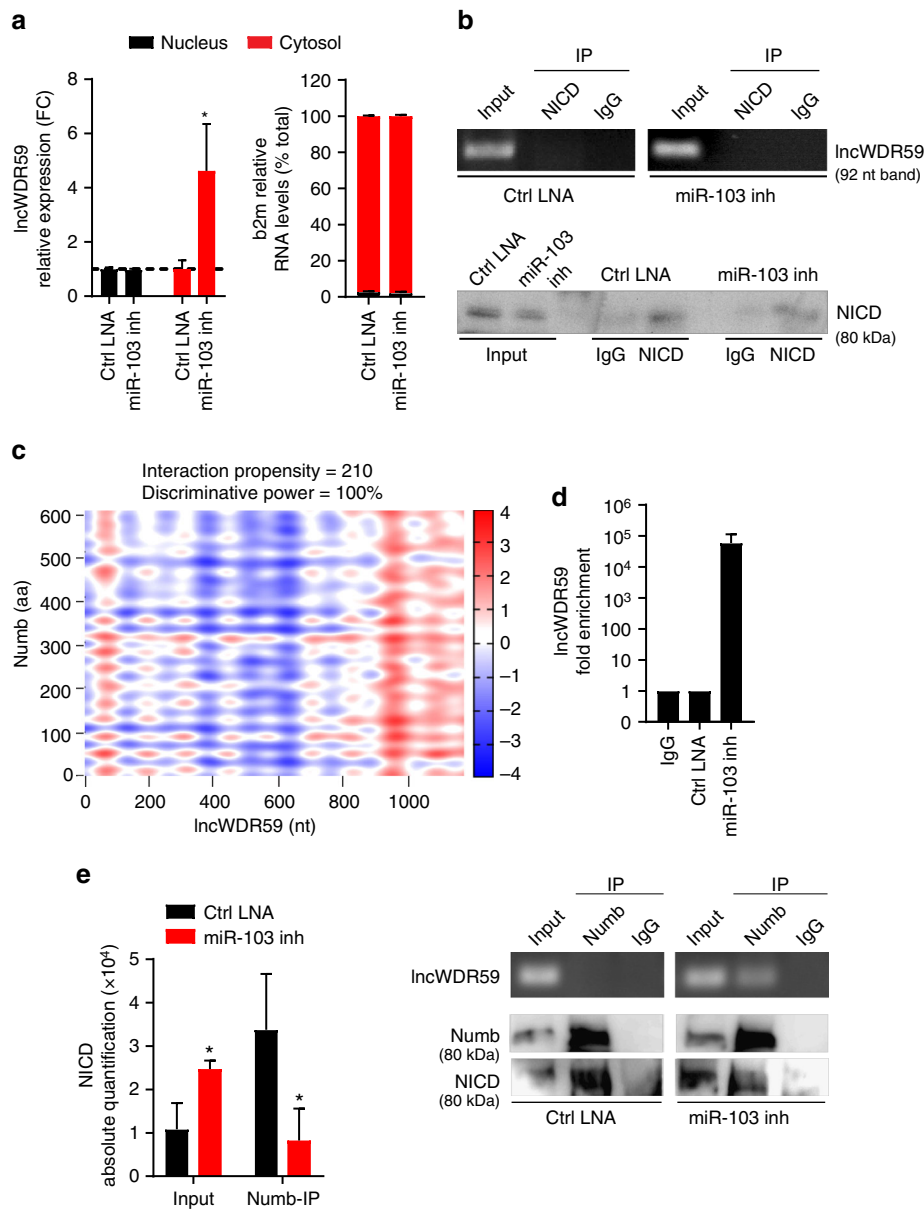 a
Nucleus Cytosol
lncWDR59
relative expression (FC)
8
6
4
2
1
0
*
Ctrl LNA
miR-103 inh
Ctrl LNA
miR-103 inh
b2m relative
RNA levels (% total)
120
100
80
60
40
20
0
Ctrl LNA
miR-103 inh
b
IP IP
Input NICD IgG Input NICD IgG
lncWDR59
(92 nt band)
Ctrl LNA miR-103 inh
Ctrl LNA
miR-103
inh
Ctrl LNA miR-103 inh
NICD
(80 kDa)
Input IgG NICD IgG NICD
c
Interaction propensity = 210
Discriminative power = 100%
Numb (aa)
600
500
400
300
200
100
0
0 200 400 600 800 1000
lncWDR59 (nt)
4
3
2
1
0
−1
−2
−3
−4
d
lncWDR59
fold enrichment
10⁶
10⁵
10⁴
10³
100
10
1
0
IgG
Ctrl LNA
miR-103 inh
e
Ctrl LNA
miR-103 inh
NICD
absolute quantification (×10⁴)
5
4
3
2
1
0
*
*
Input Numb-IP
IP IP
Input Numb IgG Input Numb IgG
lncWDR59
Numb
(80 kDa)
NICD
(80 kDa)
Ctrl LNA miR-103 inh